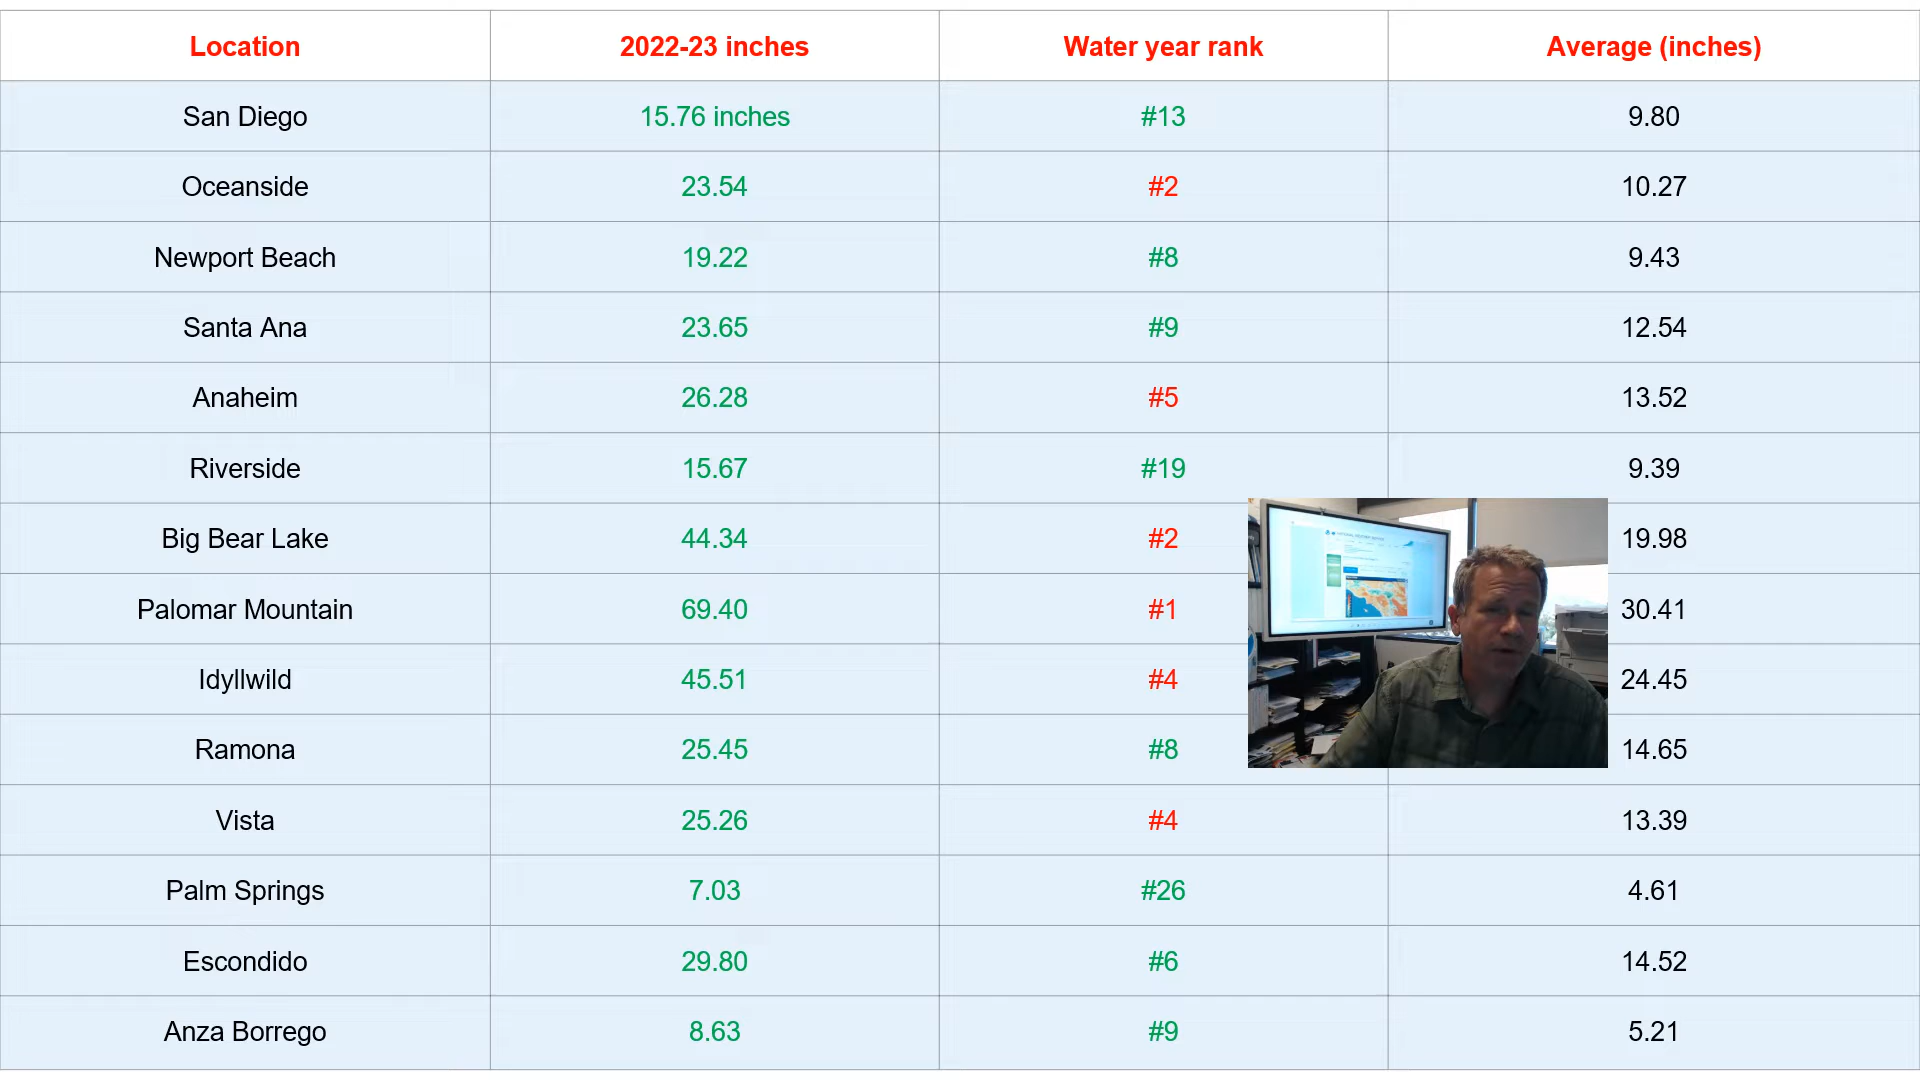 Location 2022-23 inches Water year rank Average (inches)
San Diego 15.76 inches #13 9.80
Oceanside 23.54 #2 10.27
Newport Beach 19.22 #8 9.43
Santa Ana 23.65 #9 12.54
Anaheim 26.28 #5 13.52
Riverside 15.67 #19 9.39
Big Bear Lake 44.34 #2 19.98
Palomar Mountain 69.40 #1 30.41
Idyllwild 45.51 #4 24.45
Ramona 25.45 #8 14.65
Vista 25.26 #4 13.39
Palm Springs 7.03 #26 4.61
Escondido 29.80 #6 14.52
Anza Borrego 8.63 #9 5.21